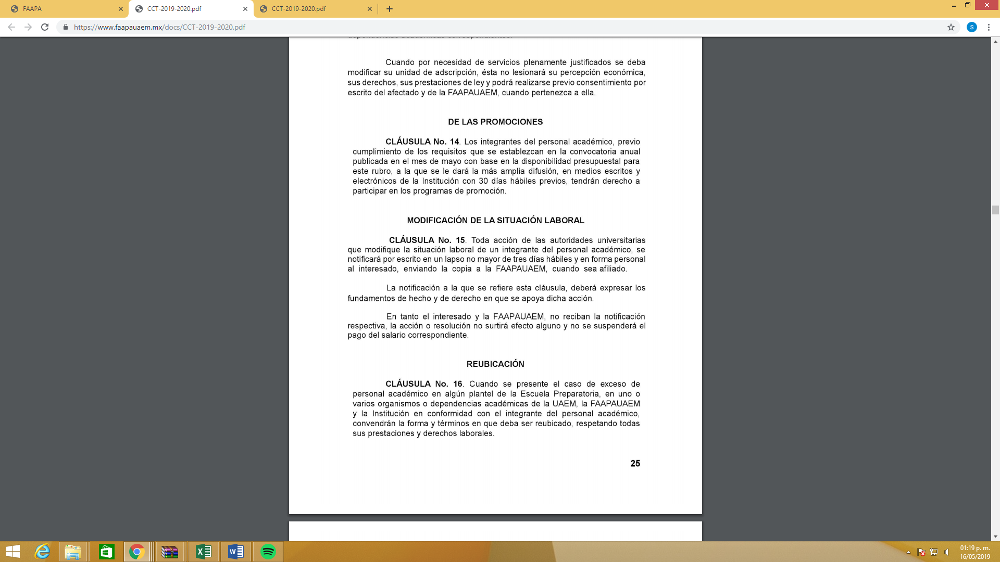 FAAPA
CCT-2019-2020.pdf
CCT-2019-2020.pdf
https://www.faapauaem.mx/docs/CCT-2019-2020.pdf
S
dependencias académicas correspondientes.
Cuando por necesidad de servicios plenamente justificados se deba
modificar su unidad de adscripción, ésta no lesionará su percepción económica,
sus derechos, sus prestaciones de ley y podrá realizarse previo consentimiento por
escrito del afectado y de la FAAPAUAEM, cuando pertenezca a ella.
DE LAS PROMOCIONES
CLÁUSULA No. 14. Los integrantes del personal académico, previo
cumplimiento de los requisitos que se establezcan en la convocatoria anual
publicada en el mes de mayo con base en la disponibilidad presupuestal para
este rubro, a la que se le dará la más amplia difusión, en medios escritos y
electrónicos de la Institución con 30 días hábiles previos, tendrán derecho a
participar en los programas de promoción.
MODIFICACIÓN DE LA SITUACIÓN LABORAL
CLÁUSULA No. 15. Toda acción de las autoridades universitarias
que modifique la situación laboral de un integrante del personal académico, se
notificará por escrito en un lapso no mayor de tres días hábiles y en forma personal
al interesado, enviando la copia a la FAAPAUAEM, cuando sea afiliado.
La notificación a la que se refiere esta cláusula, deberá expresar los
fundamentos de hecho y de derecho en que se apoya dicha acción.
En tanto el interesado y la FAAPAUAEM, no reciban la notificación
respectiva, la acción o resolución no surtirá efecto alguno y no se suspenderá el
pago del salario correspondiente.
REUBICACIÓN
CLÁUSULA No. 16. Cuando se presente el caso de exceso de
personal académico en algún plantel de la Escuela Preparatoria, en uno o
varios organismos o dependencias académicas de la UAEM, la FAAPAUAEM
y la Institución en conformidad con el integrante del personal académico,
convendrán la forma y términos en que deba ser reubicado, respetando todas
sus prestaciones y derechos laborales.
25
01:19 p. m.
16/05/2019